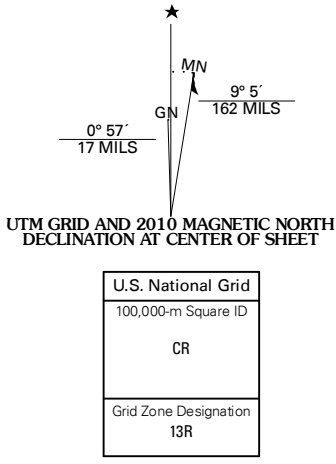 MN
9° 5´
162 MILS
GN
0° 57´
17 MILS
UTM GRID AND 2010 MAGNETIC NORTH
DECLINATION AT CENTER OF SHEET
U.S. National Grid
100,000-m Square ID
CR
Grid Zone Designation
13R